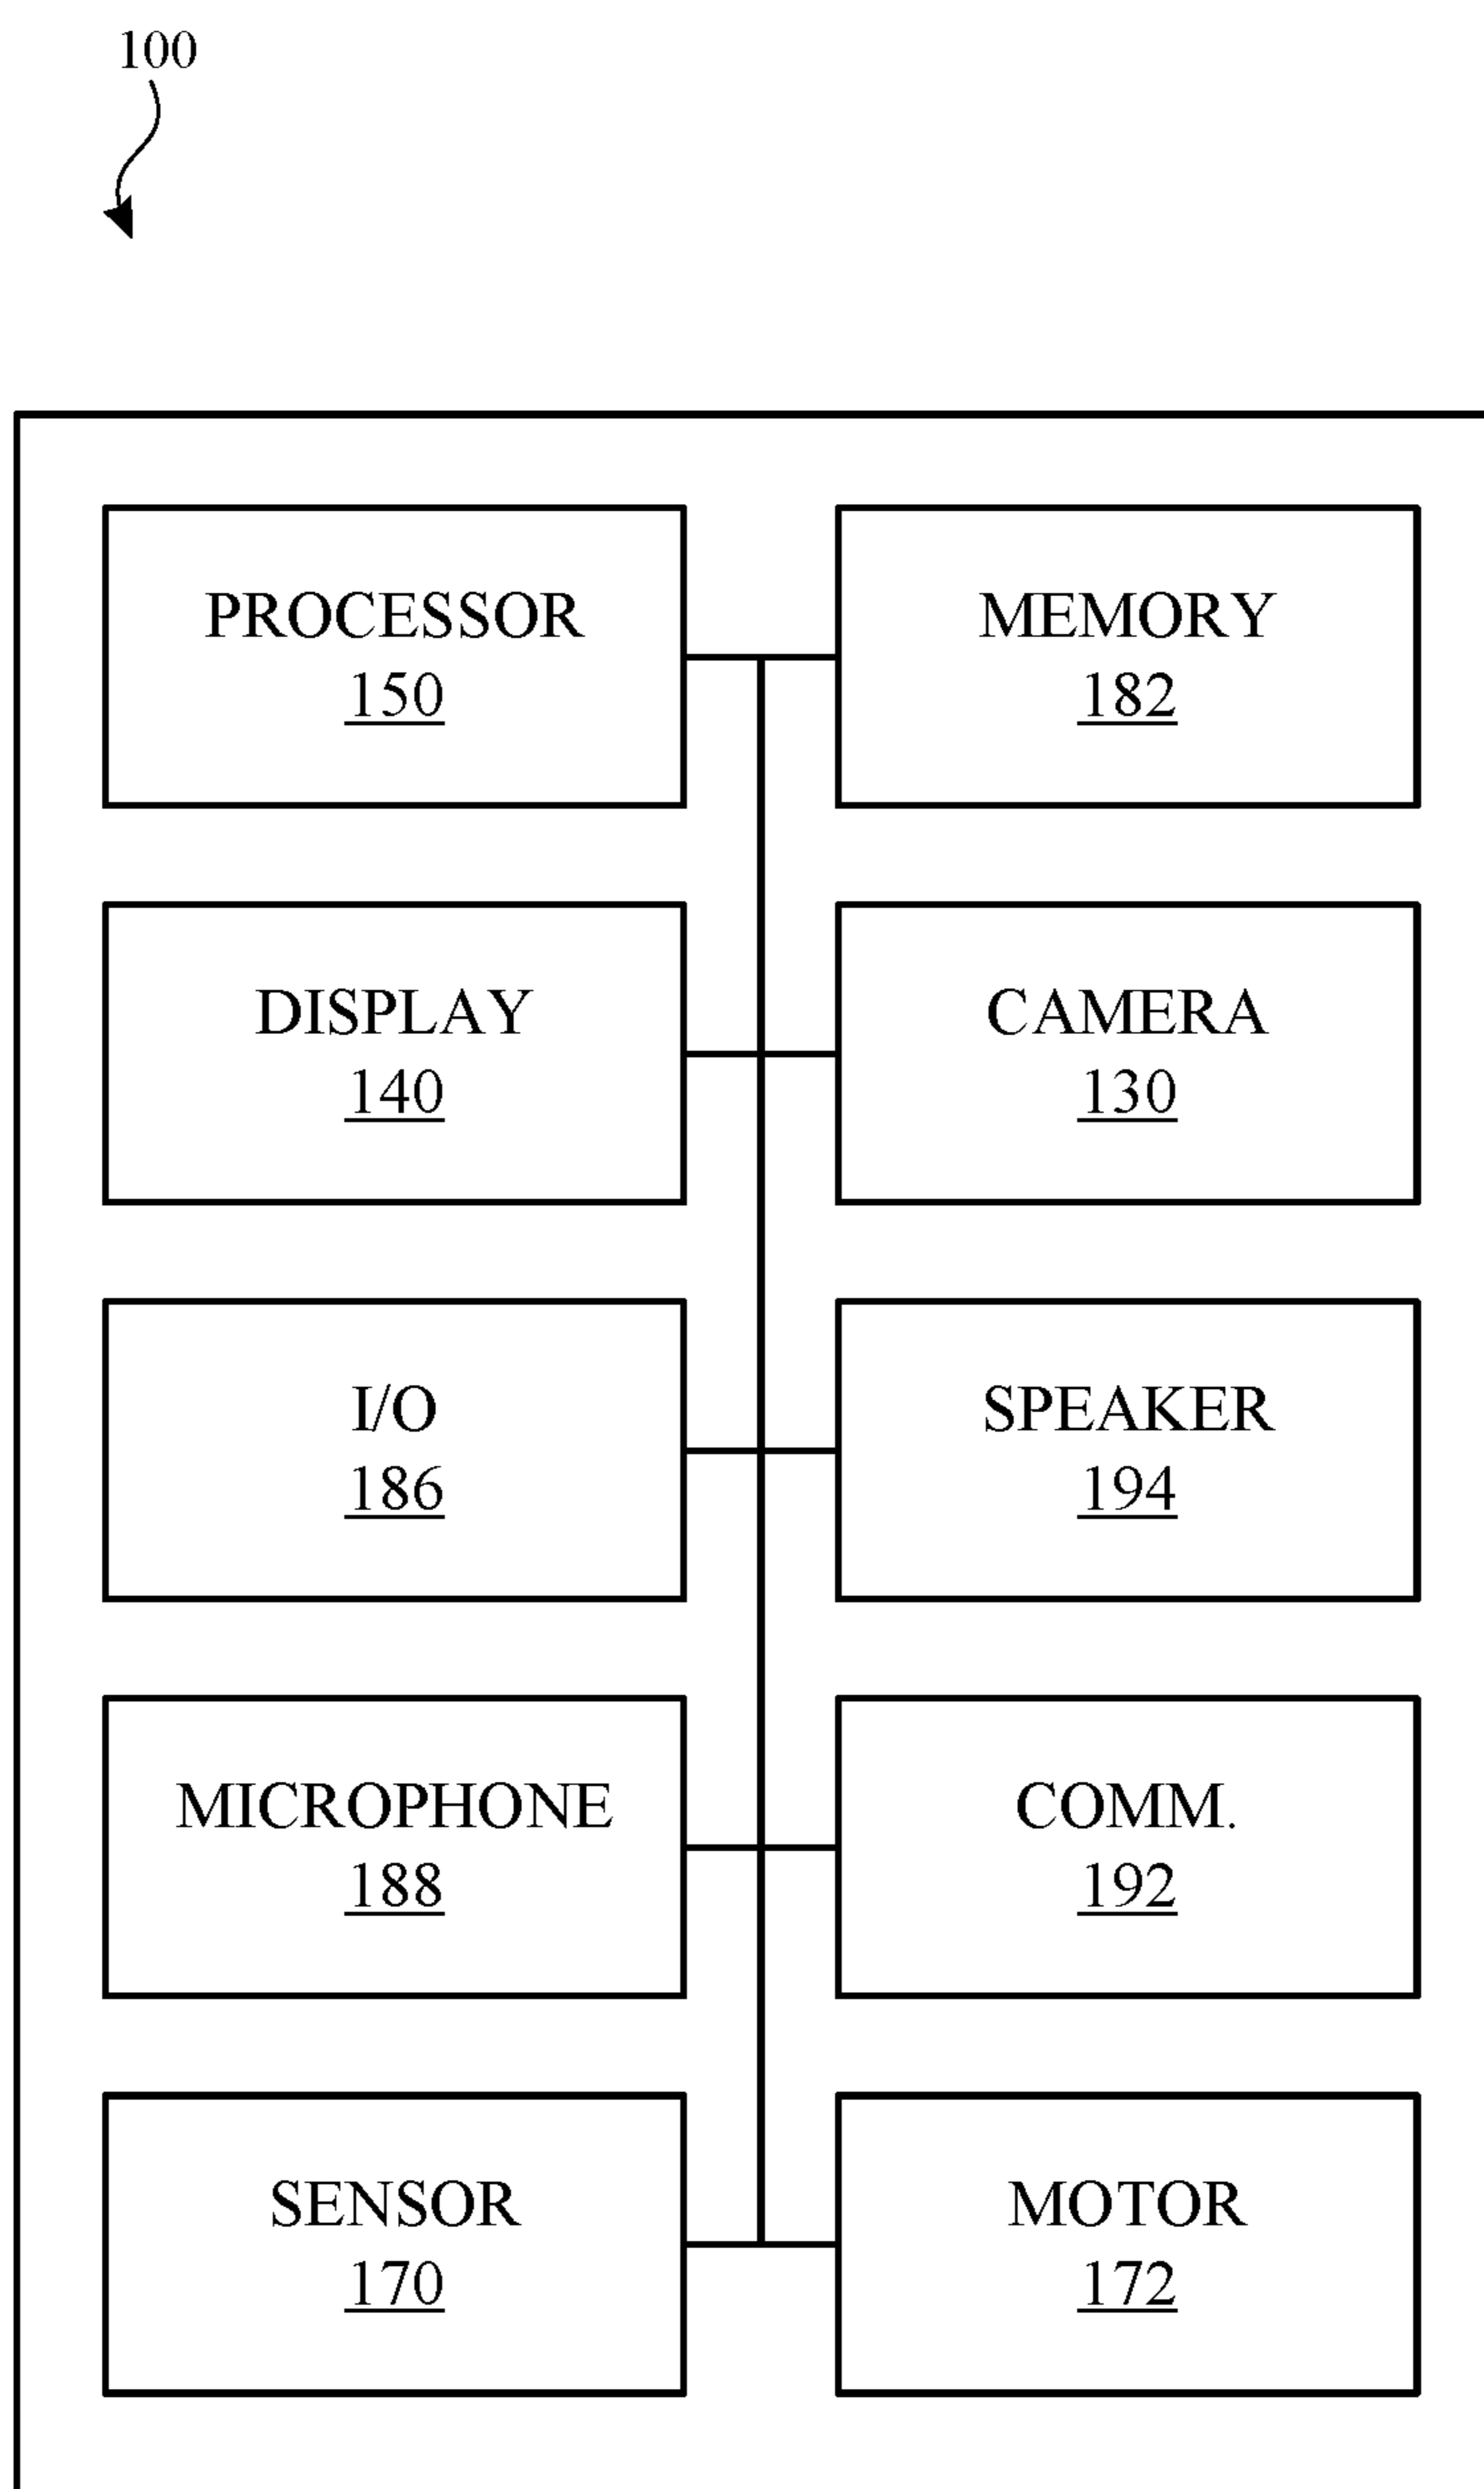 100
PROCESSOR
150
MEMORY
182
DISPLAY
140
CAMERA
130
I/O
186
SPEAKER
194
MICROPHONE
188
COMM.
192
SENSOR
170
MOTOR
172